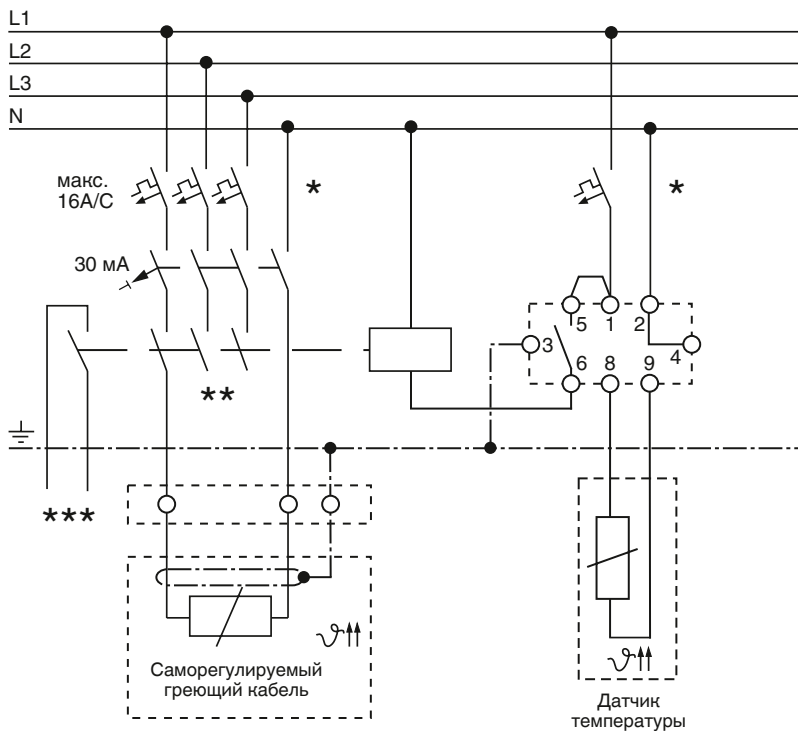 L1
L2
L3
N
макс.
16A/C
*
*
30 мА
5 1 2
3
4
6 8 9
**
***
Саморегулируемый
греющий кабель
ϑ
ϑ
Датчик
температуры